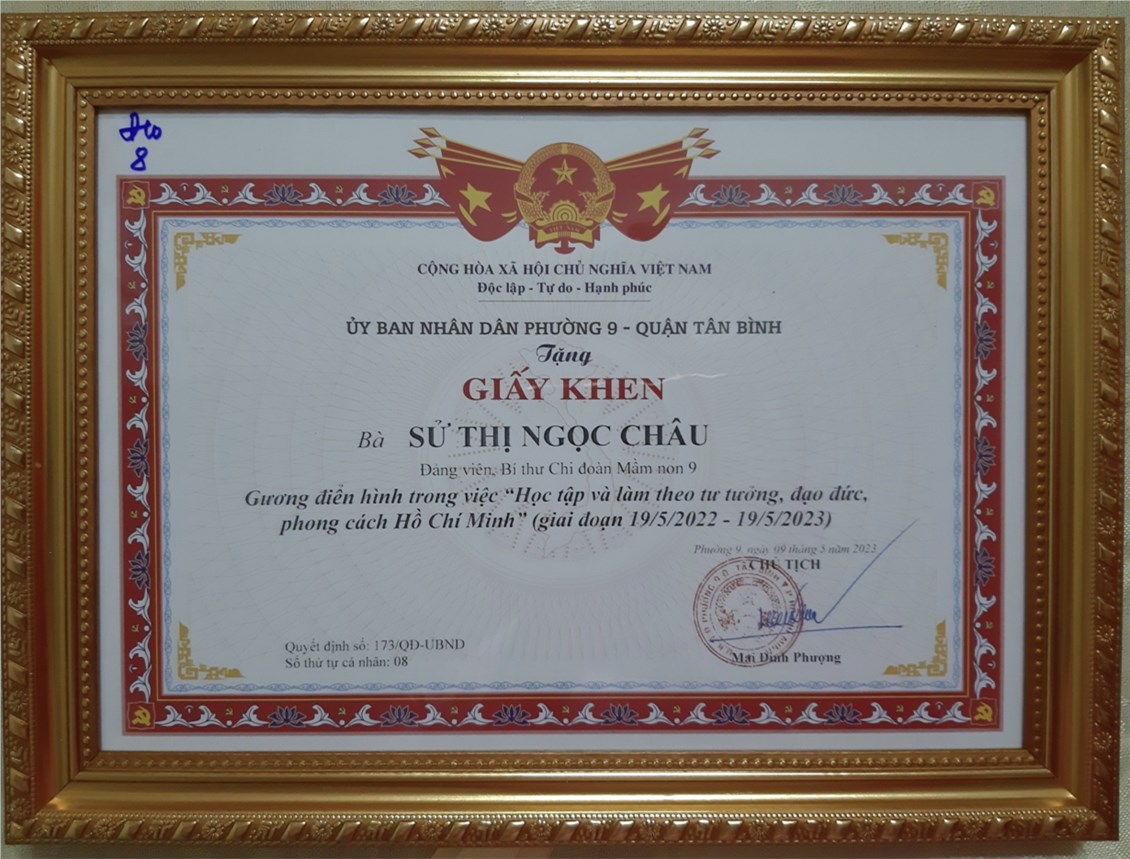 8
CỘNG HÒA XÃ HỘI CHỦ NGHĨA VIỆT NAM
Độc lập - Tự do - Hạnh phúc
ỦY BAN NHÂN DÂN PHƯỜNG 9 - QUẬN TÂN BÌNH
Tặng
GIẤY KHEN
Bà SỬ THỊ NGỌC CHÂU
Đảng viên, Bí thư Chi đoàn Mầm non 9
Gương điển hình trong việc “Học tập và làm theo tư tưởng, đạo đức,
phong cách Hồ Chí Minh” (giai đoạn 19/5/2022 - 19/5/2023)
Phường 9, ngày 09 tháng 5 năm 2023
CHỦ TỊCH
Quyết định số: 173/QĐ-UBND
Số thứ tự cá nhân: 08
Mai Đình Phượng